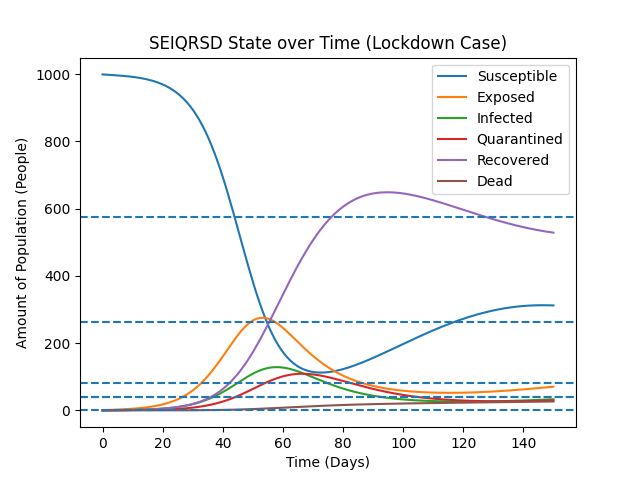 SEIQRSD State over Time (Lockdown Case)
Amount of Population (People)
1000
800
600
400
200
0
Susceptible
Exposed
Infected
Quarantined
Recovered
Dead
0 20 40 60 80 100 120 140
Time (Days)